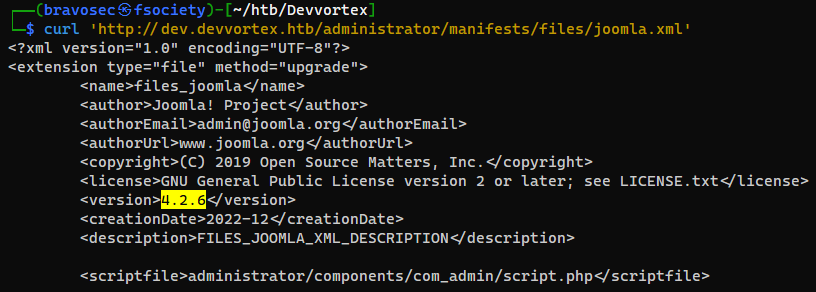 ┌──(bravosec㉿fsociety)-[~/htb/Devvortex]
└─$ curl 'http://dev.devvortex.htb/administrator/manifests/files/joomla.xml'
<?xml version="1.0" encoding="UTF-8"?>
<extension type="file" method="upgrade">
<name>files_joomla</name>
<author>Joomla! Project</author>
<authorEmail>admin@joomla.org</authorEmail>
<authorUrl>www.joomla.org</authorUrl>
<copyright>(C) 2019 Open Source Matters, Inc.</copyright>
<license>GNU General Public License version 2 or later; see LICENSE.txt</license>
<version>4.2.6</version>
<creationDate>2022-12</creationDate>
<description>FILES_JOOMLA_XML_DESCRIPTION</description>
<scriptfile>administrator/components/com_admin/script.php</scriptfile>